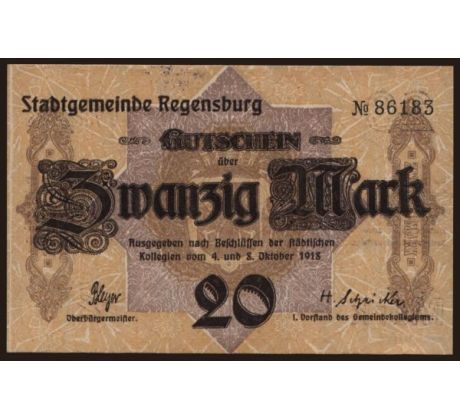 Stadtgemeinde Regensburg
№ 86183
GUTSCHEIN
über
Zwanzig Mark
Ausgegeben nach Beschlüssen der städtischen
Kollegien vom 4. und 8. Oktober 1918
20
Oberbürgermeister.
I. Vorstand des Gemeindekollegiums.